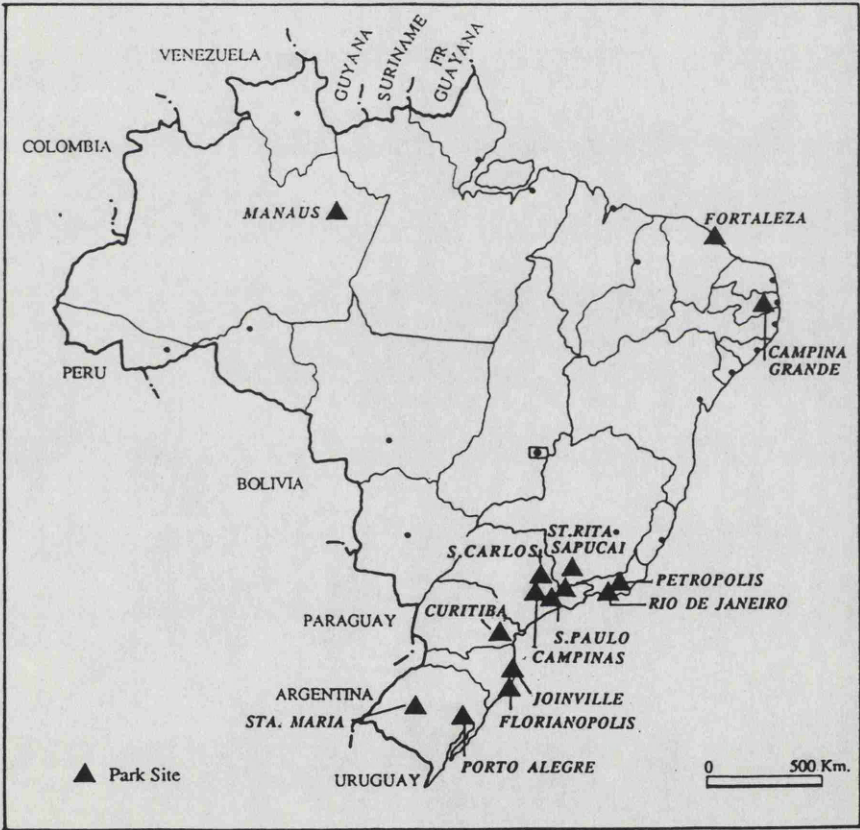 VENEZUELA
GUYANA
SURINAME
FR
GUAYANA
COLOMBIA
MANAUS
FORTALEZA
PERU
CAMPINA
GRANDE
BOLIVIA
ST.RITA
SAPUCAI
S.CARLOS
PETROPOLIS
RIO DE JANEIRO
CURITIBA
PARAGUAY
S.PAULO
CAMPINAS
ARGENTINA
JOINVILLE
STA. MARIA
FLORIANOPOLIS
PORTO ALEGRE
Park Site
URUGUAY
0 500 Km.